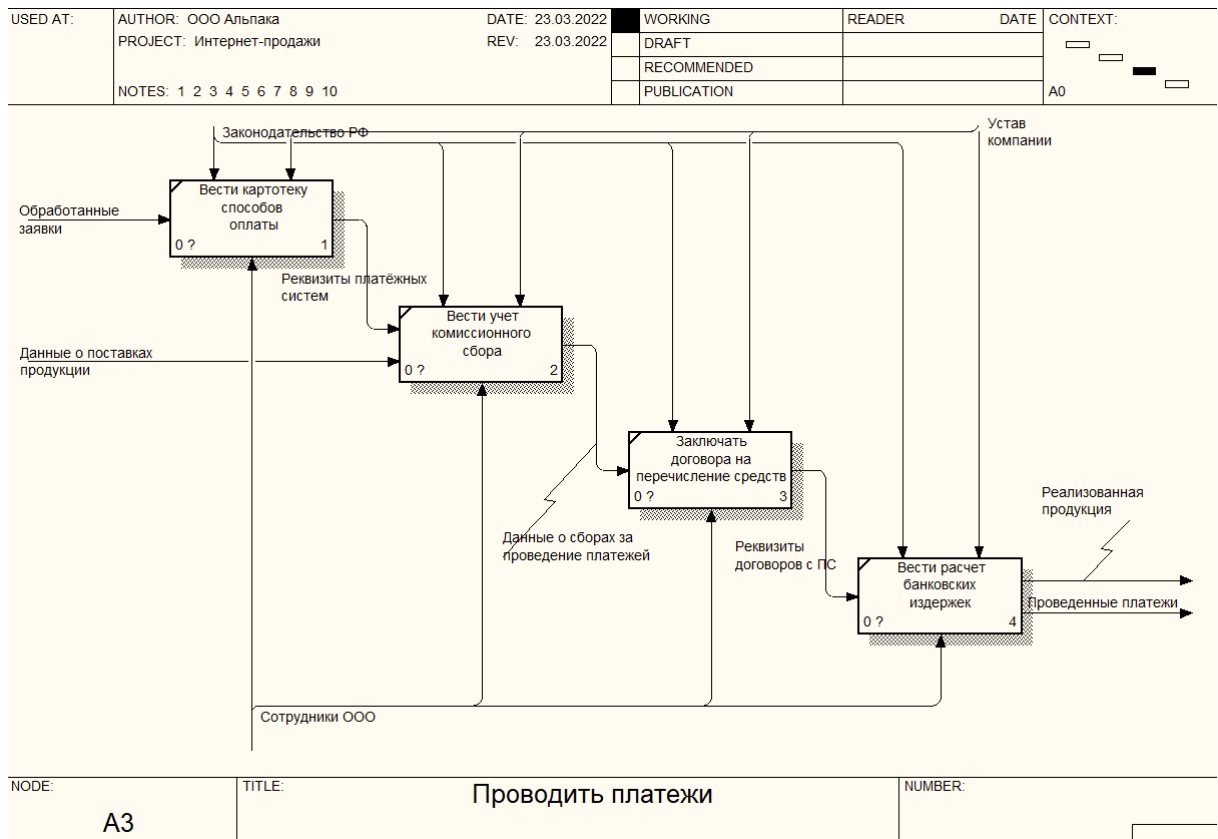 USED AT:
AUTHOR: ООО Альпака
DATE: 23.03.2022
WORKING
READER
DATE
CONTEXT:
PROJECT: Интернет-продажи
REV: 23.03.2022
DRAFT
RECOMMENDED
NOTES: 1 2 3 4 5 6 7 8 9 10
PUBLICATION
A0
Законодательство РФ
Устав
компании
Вести картотеку
способов
оплаты
0 ?
1
Обработанные
заявки
Реквизиты платёжных
систем
Вести учет
комиссионного
сбора
0 ?
2
Данные о поставках
продукции
Заключать
договора на
перечисление средств
0 ?
3
Данные о сборах за
проведение платежей
Реквизиты
договоров с ПС
Реализованная
продукция
Вести расчет
банковских
издержек
0 ?
4
Проведенные платежи
Сотрудники ООО
NODE:
TITLE:
NUMBER:
A3
Проводить платежи